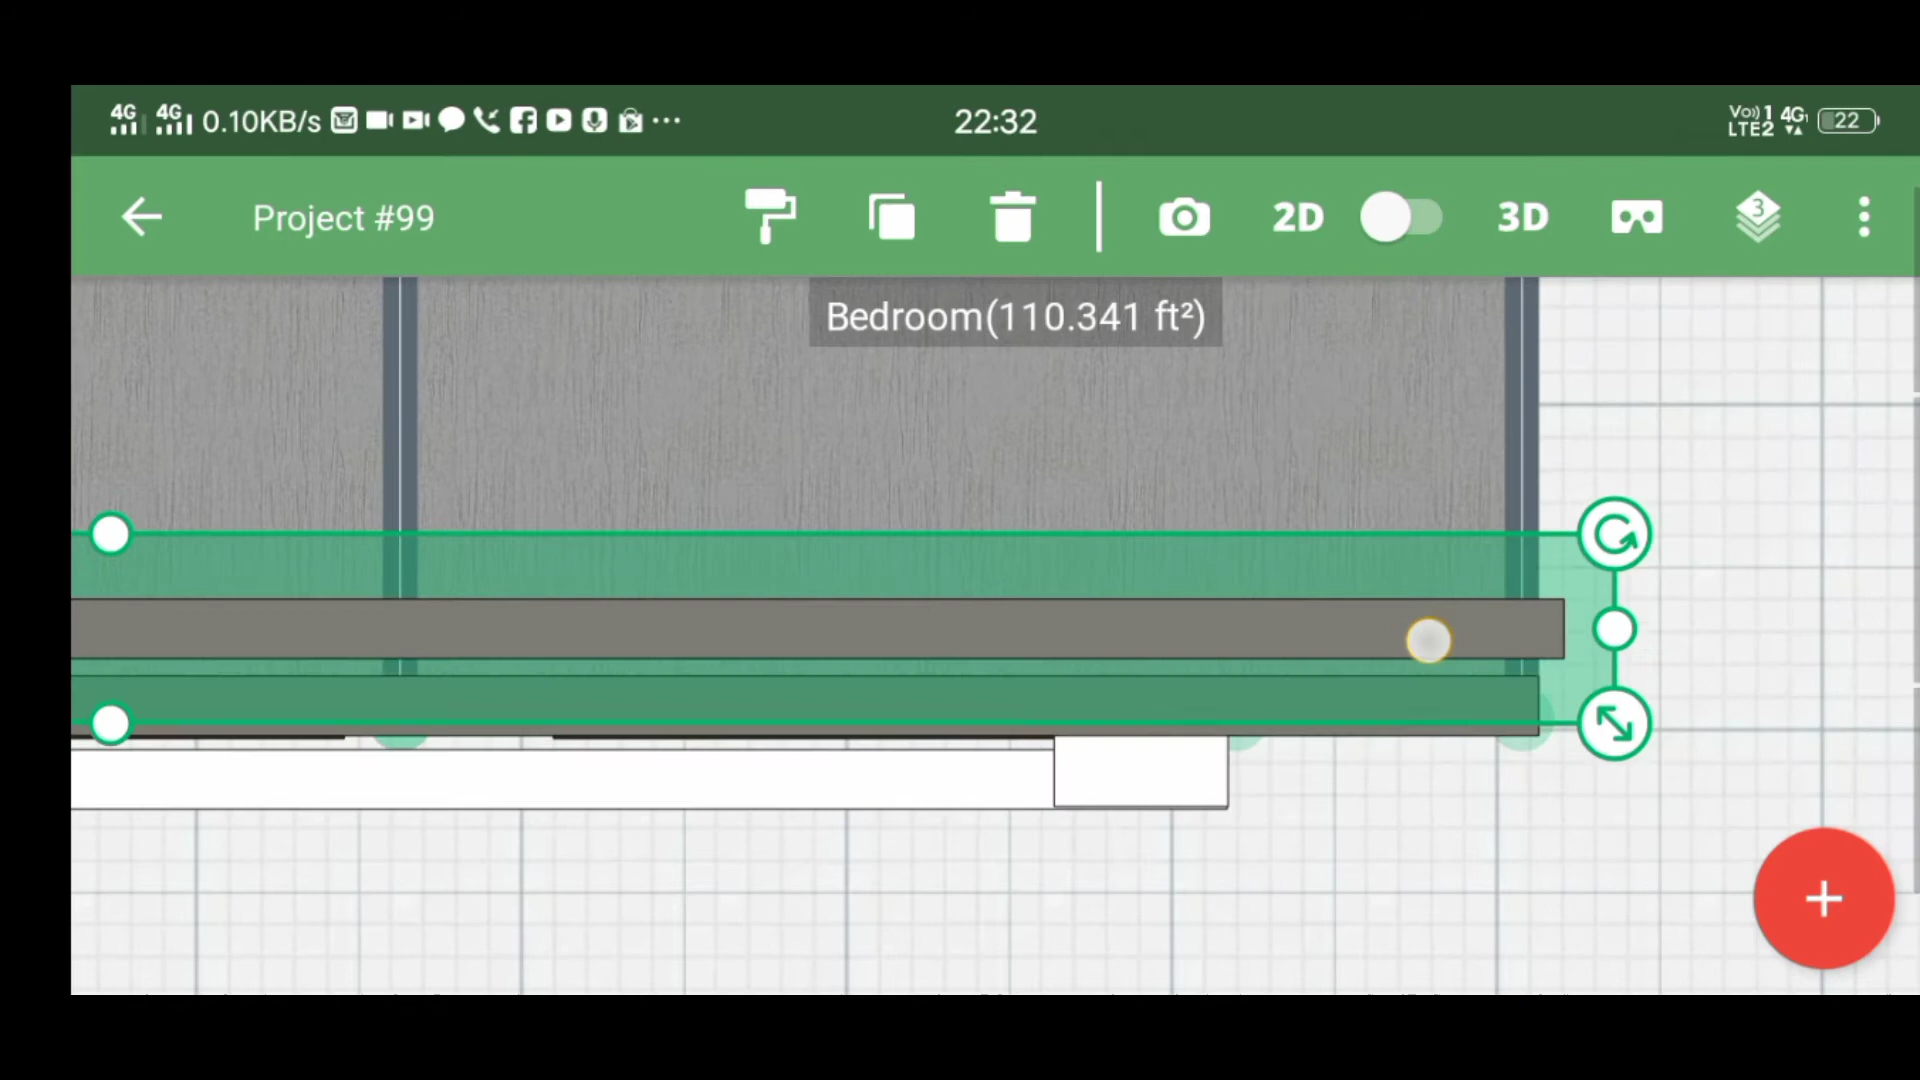 4G 4G 0.10KB/s 22:32 Vo)) 1 4G 22
LTE2
Project #99 2D 3D 3
Bedroom(110.341 ft²)